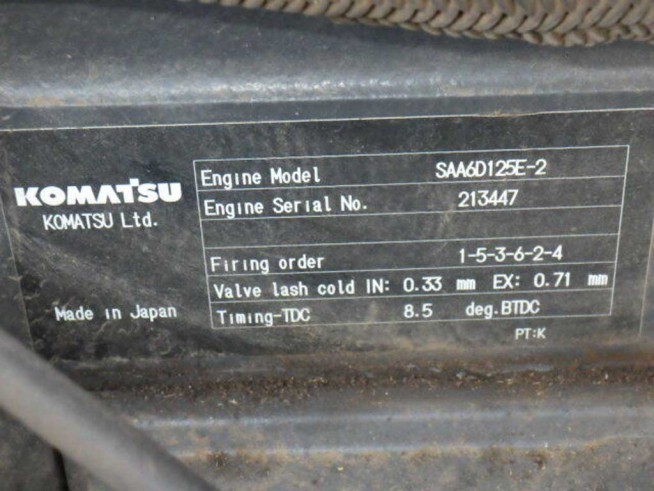 KOMATSU
KOMATSU Ltd.
Made in Japan
Engine Model SAA6D125E-2
Engine Serial No. 213447
Firing order 1-5-3-6-2-4
Valve lash cold IN: 0.33 mm EX: 0.71 mm
Timing-TDC 8.5 deg.BTDC
PT:K